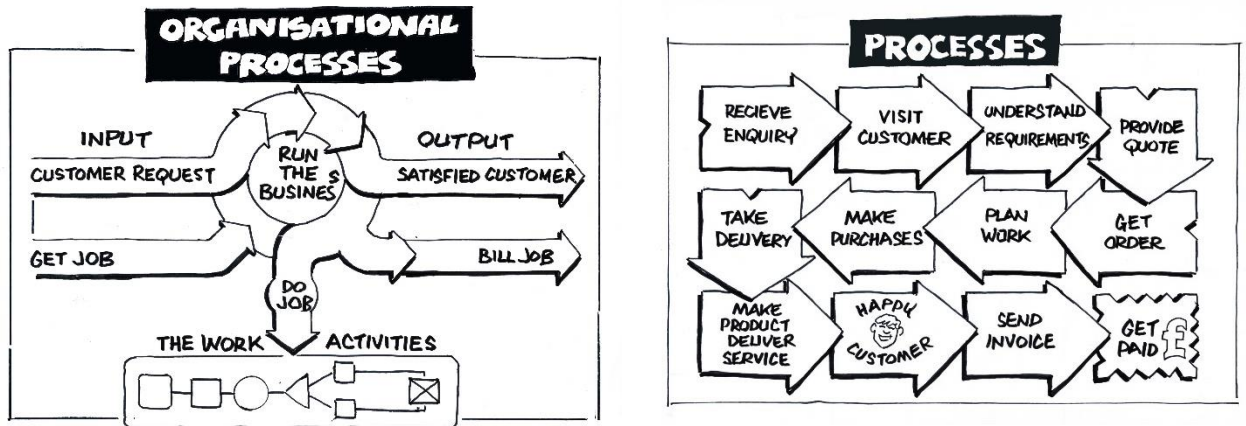 ORGANISATIONAL
PROCESSES
INPUT
OUTPUT
CUSTOMER REQUEST
RUN
THE
BUSINESS
SATISFIED CUSTOMER
GET JOB
BILL JOB
DO
JOB
THE WORK ACTIVITIES
PROCESSES
RECIEVE
ENQUIRY
VISIT
CUSTOMER
UNDERSTAND
REQUIREMENTS
PROVIDE
QUOTE
TAKE
DELIVERY
MAKE
PURCHASES
PLAN
WORK
GET
ORDER
MAKE
PRODUCT
DELIVER
SERVICE
HAPPY
CUSTOMER
SEND
INVOICE
GET
PAID £